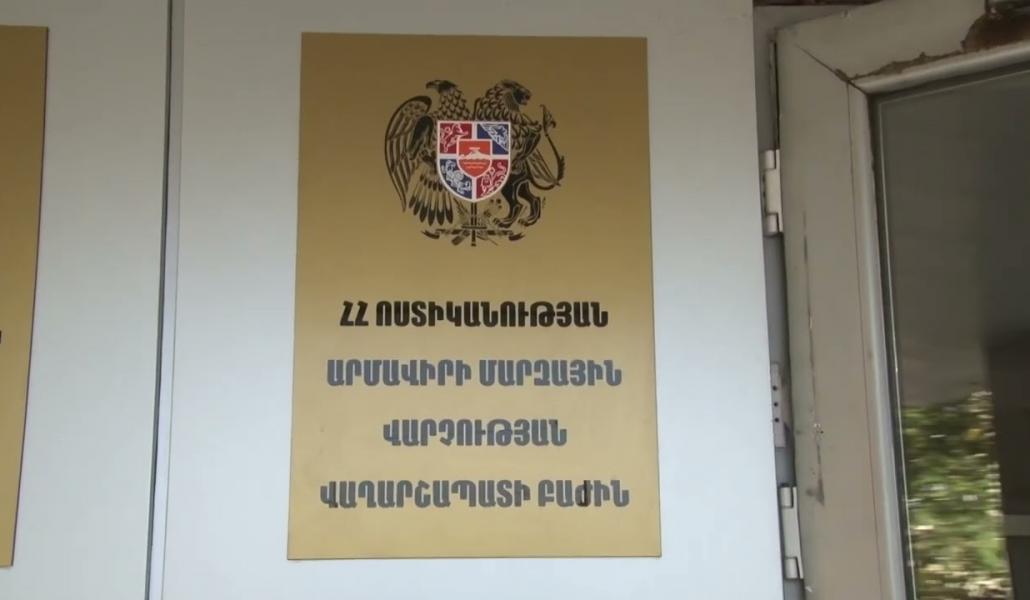 ՀՀ ՈՍՏԻԿԱՆՈՒԹՅԱՆ
ԱՐՄԱՎԻՐԻ ՄԱՐԶԱՅԻՆ
ՎԱՐՉՈՒԹՅԱՆ
ՎԱՂԱՐՇԱՊԱՏԻ ԲԱԺԻՆ